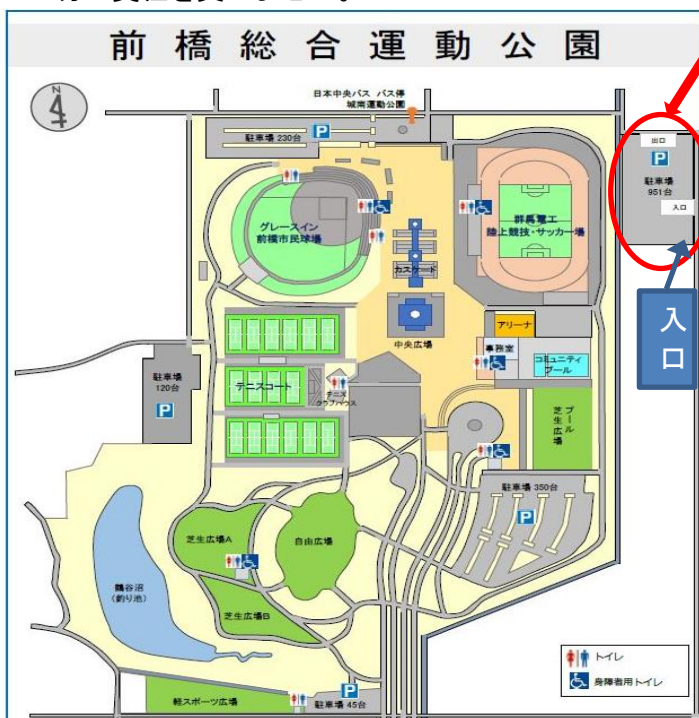 前橋総合運動公園
N
日本中央バス バス停
城南運動公園
駐車場 230台
P
出口
P
駐車場
951台
入口
グレースイン
前橋市民球場
群馬電工
陸上競技・サッカー場
カスケード
入口
アリーナ
中央広場
事務室
コミュニティ
プール
駐車場
120台
P
テニスコート
テニス
クラブハウス
プール
芝生広場
駐車場 350台
P
芝生広場A
自由広場
鶴谷沼
(釣り池)
芝生広場B
トイレ
身障者用トイレ
軽スポーツ広場
P
駐車場 45台